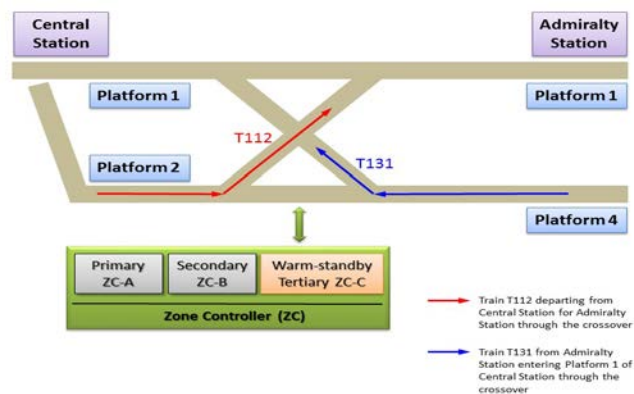 Central
Station
Admiralty
Station
Platform 1
Platform 1
T112
T131
Platform 2
Platform 4
Primary
ZC-A
Secondary
ZC-B
Warm-standby
Tertiary ZC-C
Zone Controller (ZC)
Train T112 departing from
Central Station for Admiralty
Station through the crossover
Train T131 from Admiralty
Station entering Platform 1 of
Central Station through the
crossover